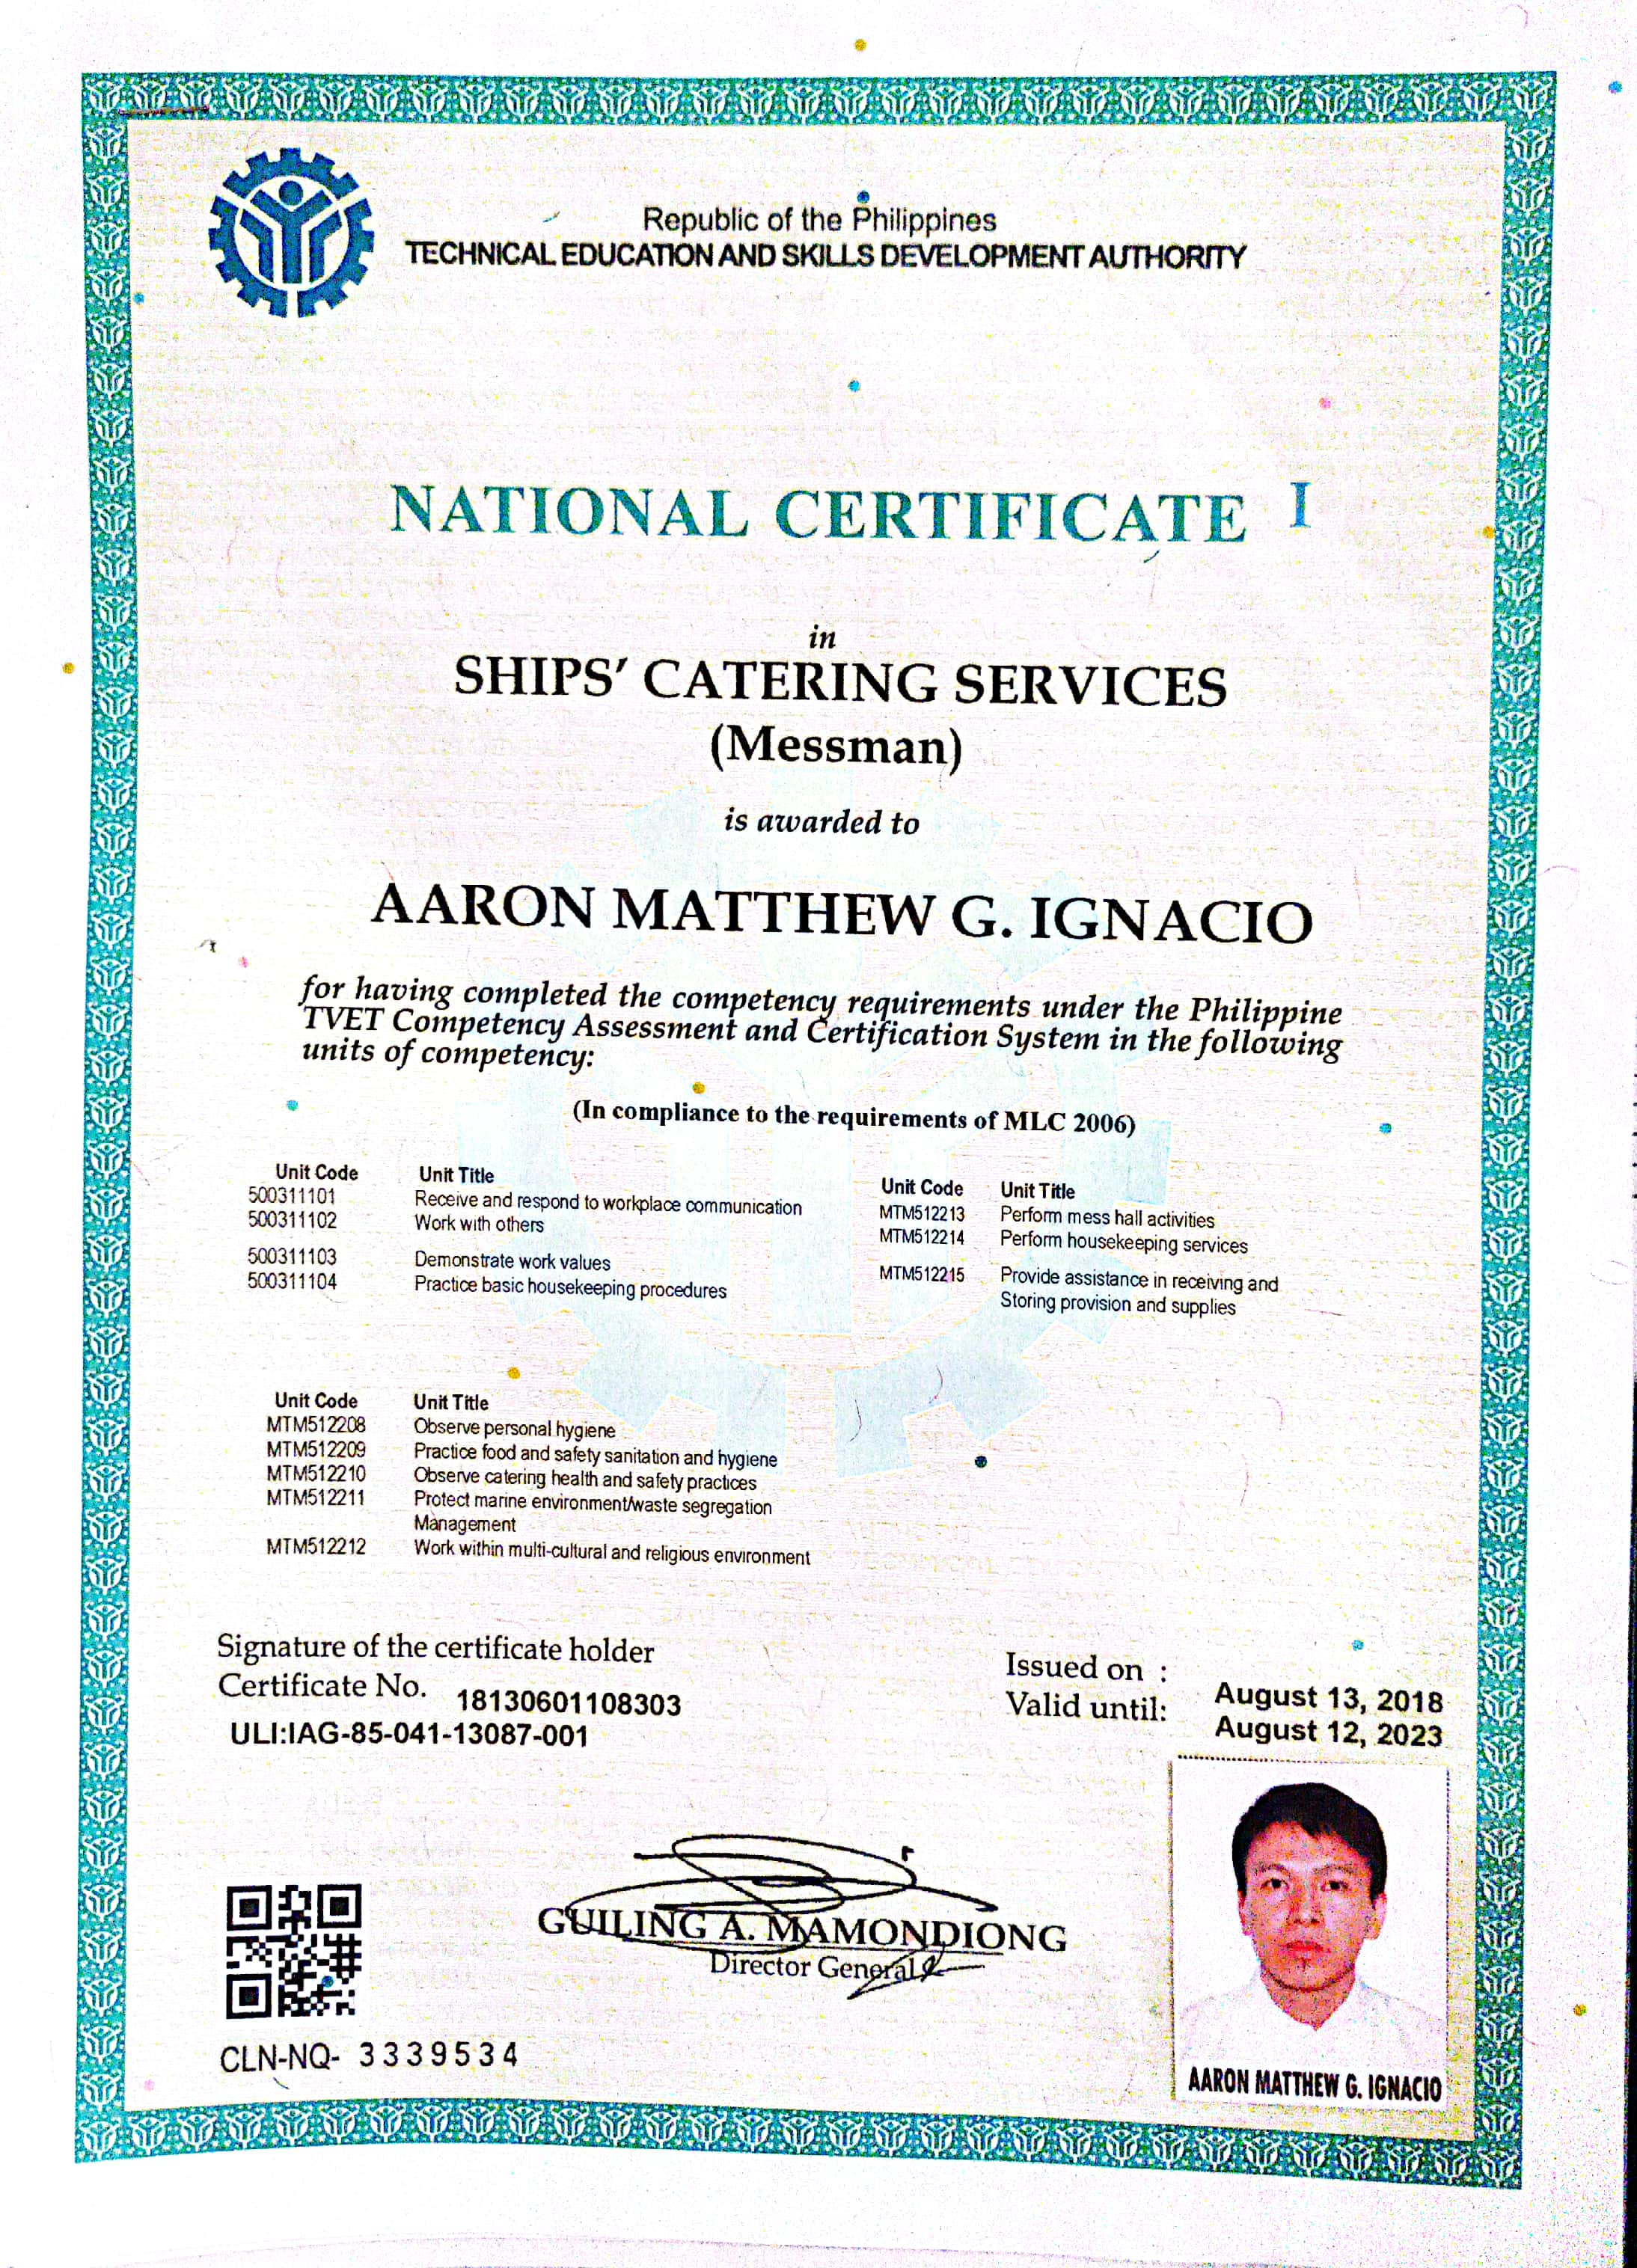 Republic of the Philippines
TECHNICAL EDUCATION AND SKILLS DEVELOPMENT AUTHORITY
NATIONAL CERTIFICATE I
in
SHIPS' CATERING SERVICES
(Messman)
is awarded to
AARON MATTHEW G. IGNACIO
for having completed the competency requirements under the Philippine
TVET Competency Assessment and Certification System in the following
units of competency:
(In compliance to the requirements of MLC 2006)
Unit Code Unit Title
500311101 Receive and respond to workplace communication
500311102 Work with others
500311103 Demonstrate work values
500311104 Practice basic housekeeping procedures
Unit Code Unit Title
MTM512213 Perform mess hall activities
MTM512214 Perform housekeeping services
MTM512215 Provide assistance in receiving and
Storing provision and supplies
Unit Code Unit Title
MTM512208 Observe personal hygiene
MTM512209 Practice food and safety sanitation and hygiene
MTM512210 Observe catering health and safety practices
MTM512211 Protect marine environment/waste segregation
Management
MTM512212 Work within multi-cultural and religious environment
Signature of the certificate holder
Certificate No. 18130601108303
ULI:IAG-85-041-13087-001
Issued on : August 13, 2018
Valid until: August 12, 2023
GUILING A. MAMONDIONG
Director General
CLN-NQ- 3339534
AARON MATTHEW G. IGNACIO